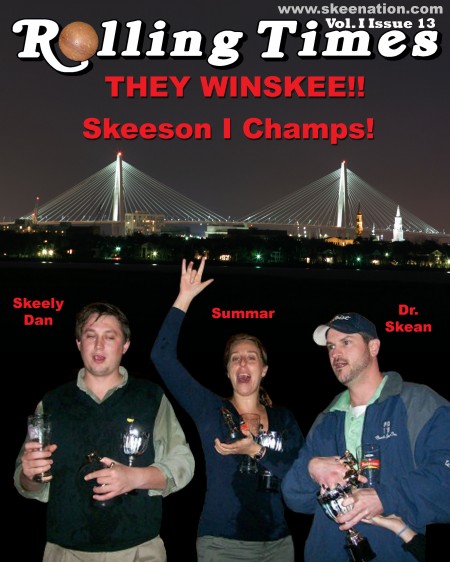 www.skeenation.com
Vol. I Issue 13
Rolling Times
THEY WINSKEE!!
Skeeson I Champs!
Skeely
Dan
Summar
Dr.
Skean